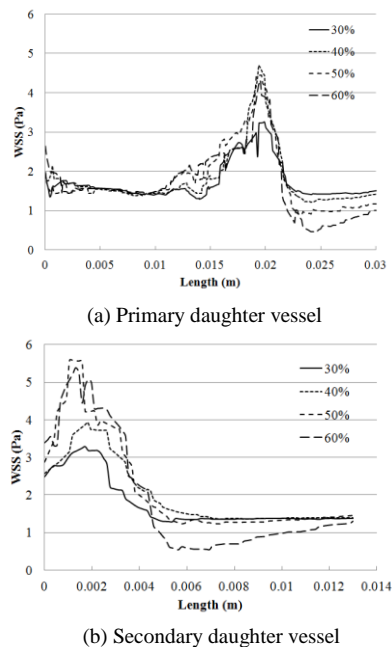 6
5
4
3
2
1
0
WSS (Pa)
30%
40%
50%
60%
0 0.005 0.01 0.015 0.02 0.025 0.03
Length (m)
(a) Primary daughter vessel
6
5
4
3
2
1
0
WSS (Pa)
30%
40%
50%
60%
0 0.002 0.004 0.006 0.008 0.01 0.012 0.014
Length (m)
(b) Secondary daughter vessel